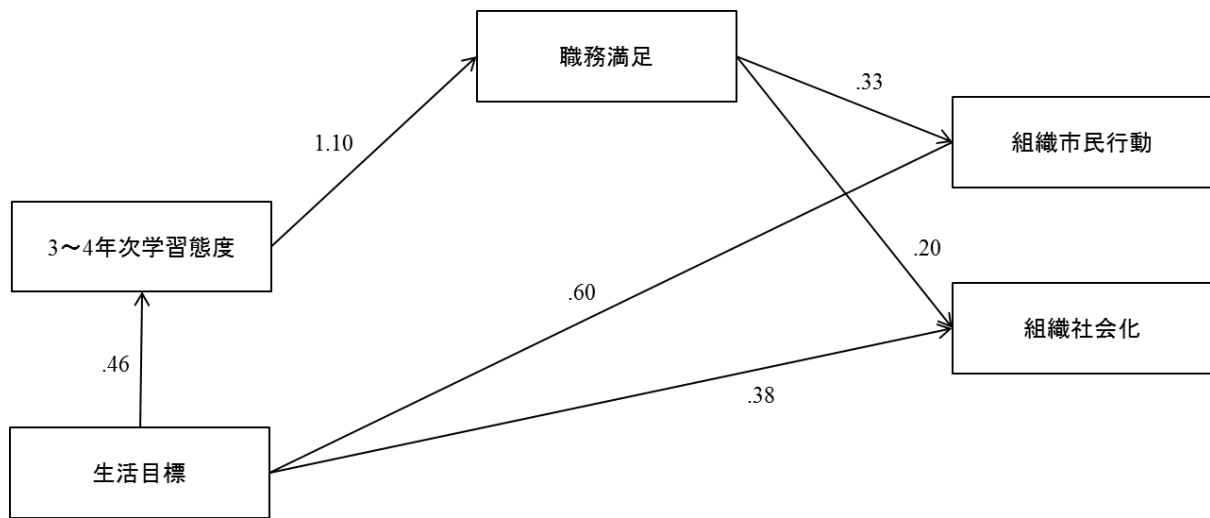 職務満足
.33
組織市民行動
1.10
3～4年次学習態度
.20
.60
組織社会化
.46
.38
生活目標